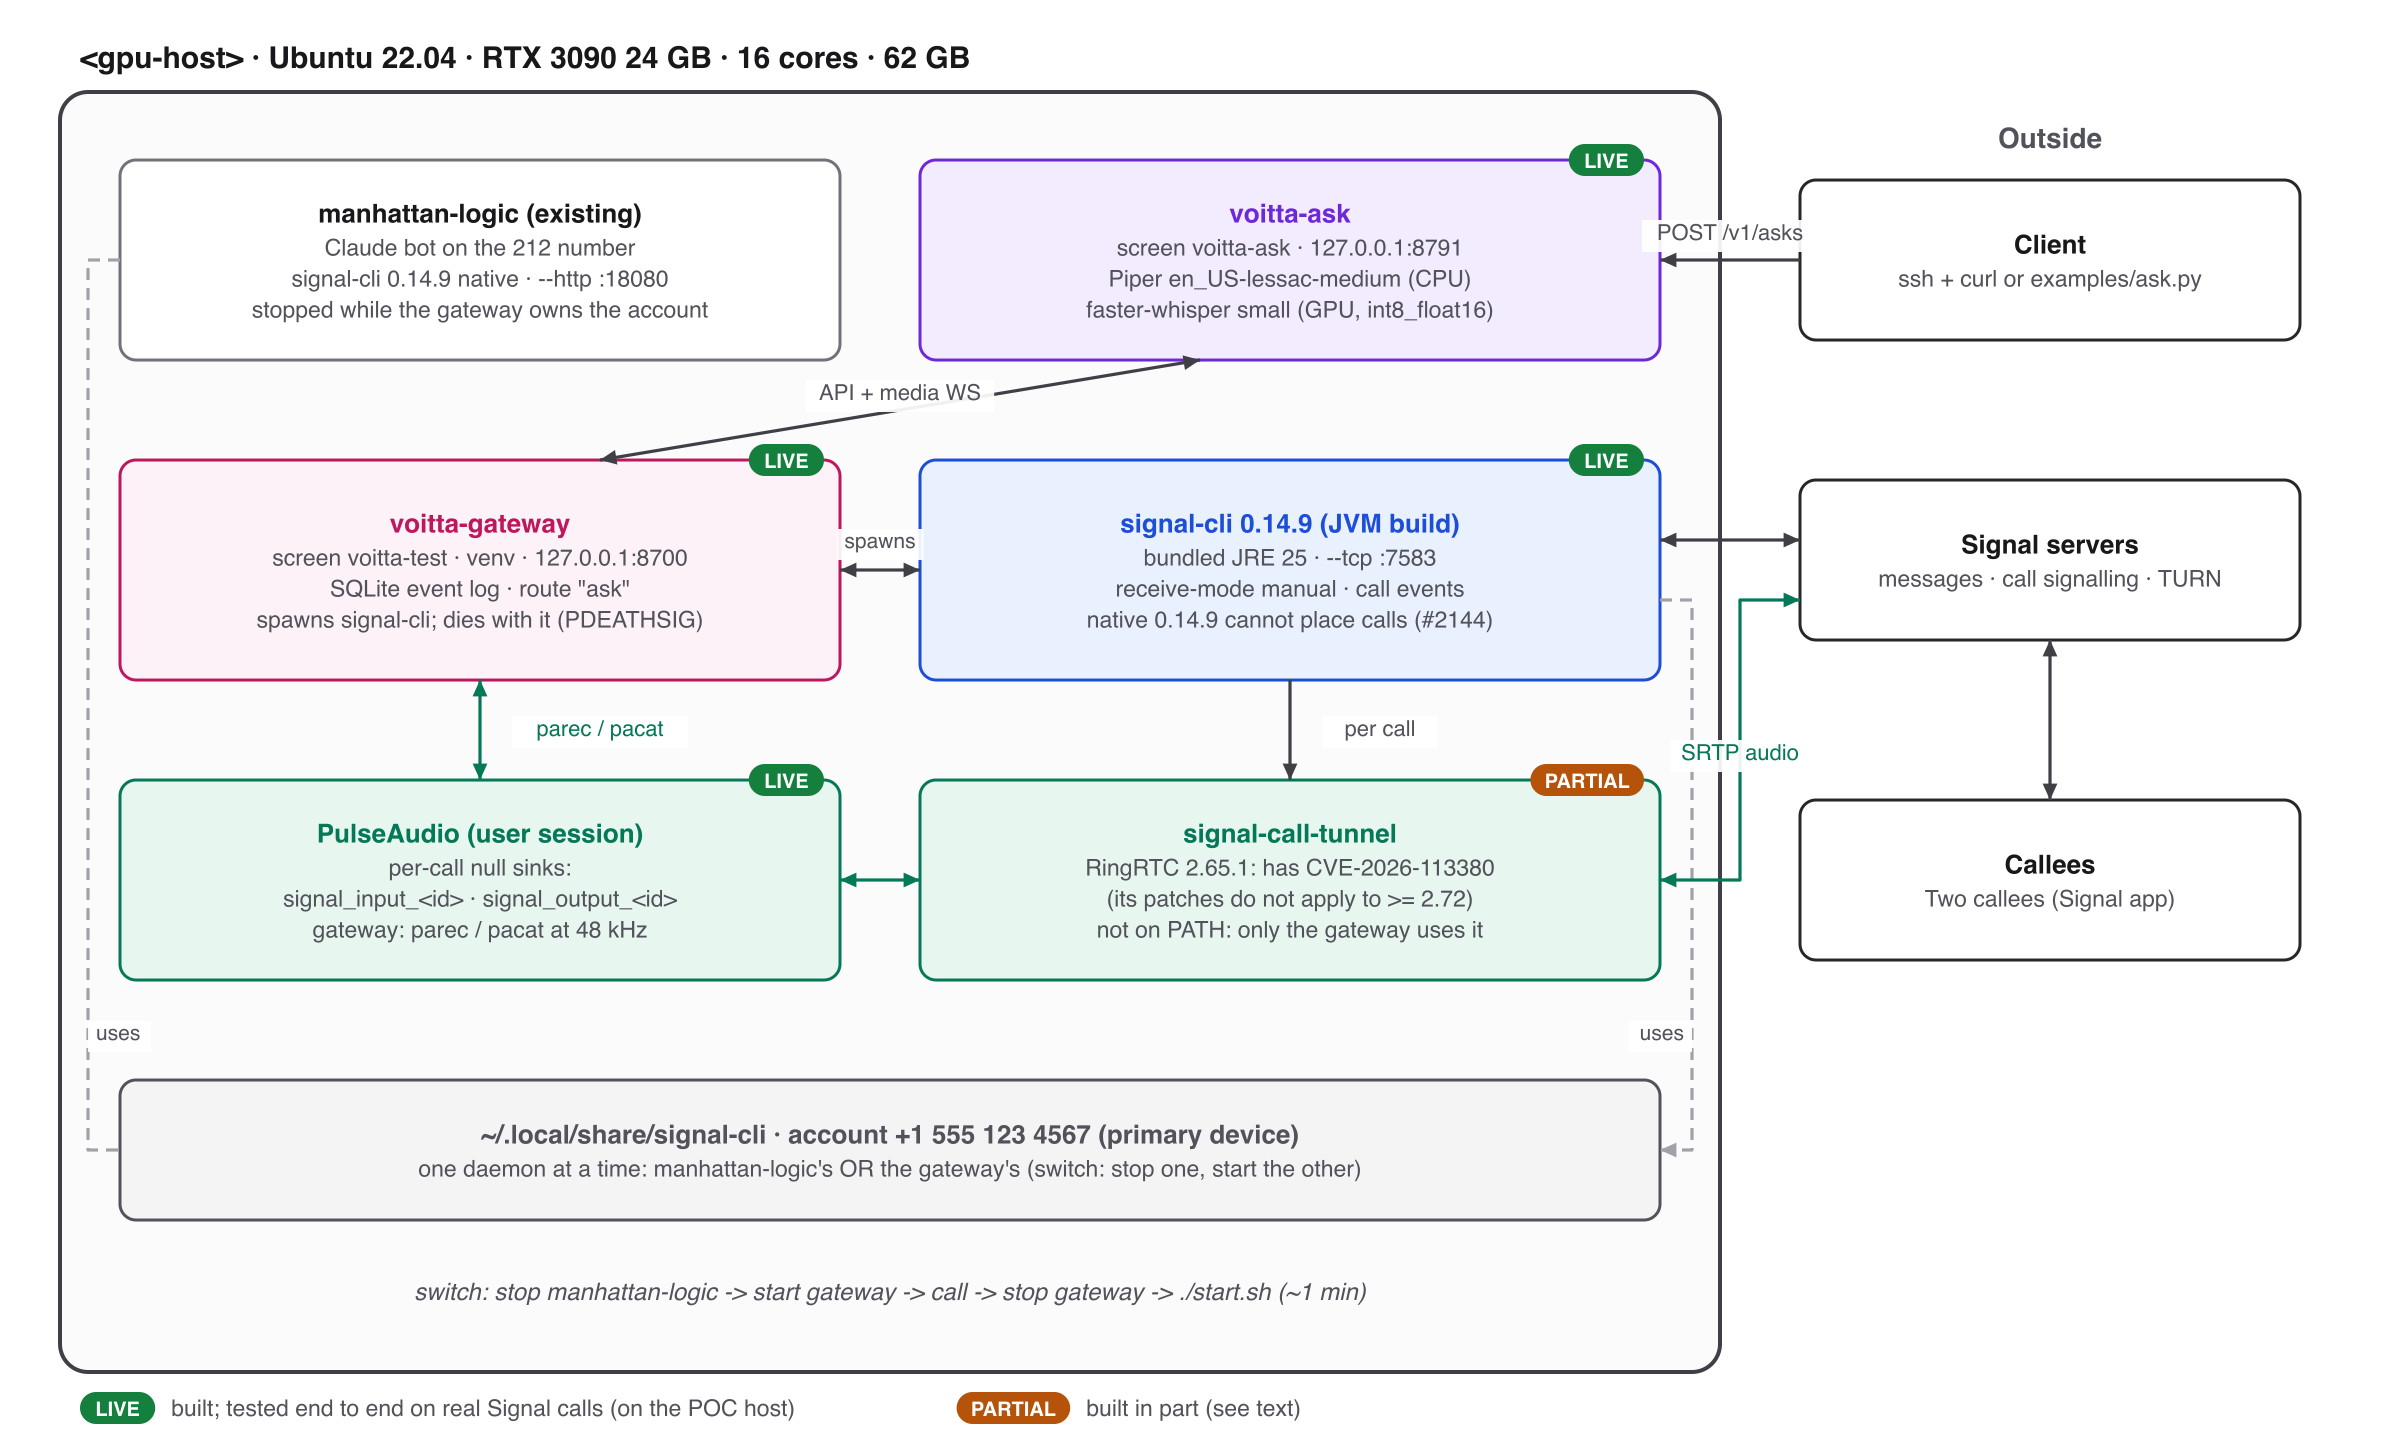 <gpu-host> · Ubuntu 22.04 · RTX 3090 24 GB · 16 cores · 62 GB
Outside
manhattan-logic (existing)
Claude bot on the 212 number
signal-cli 0.14.9 native · --http :18080
stopped while the gateway owns the account
LIVE
voitta-ask
screen voitta-ask · 127.0.0.1:8791
Piper en_US-lessac-medium (CPU)
faster-whisper small (GPU, int8_float16)
POST /v1/asks
Client
ssh + curl or examples/ask.py
API + media WS
LIVE
voitta-gateway
screen voitta-test · venv · 127.0.0.1:8700
SQLite event log · route "ask"
spawns signal-cli; dies with it (PDEATHSIG)
spawns
LIVE
signal-cli 0.14.9 (JVM build)
bundled JRE 25 · --tcp :7583
receive-mode manual · call events
native 0.14.9 cannot place calls (#2144)
Signal servers
messages · call signalling · TURN
parec / pacat
per call
SRTP audio
LIVE
PulseAudio (user session)
per-call null sinks:
signal_input_<id> · signal_output_<id>
gateway: parec / pacat at 48 kHz
PARTIAL
signal-call-tunnel
RingRTC 2.65.1: has CVE-2026-113380
(its patches do not apply to >= 2.72)
not on PATH: only the gateway uses it
Callees
Two callees (Signal app)
uses
uses
~/.local/share/signal-cli · account +1 555 123 4567 (primary device)
one daemon at a time: manhattan-logic's OR the gateway's (switch: stop one, start the other)
switch: stop manhattan-logic -> start gateway -> call -> stop gateway -> ./start.sh (~1 min)
LIVE built; tested end to end on real Signal calls (on the POC host)
PARTIAL built in part (see text)